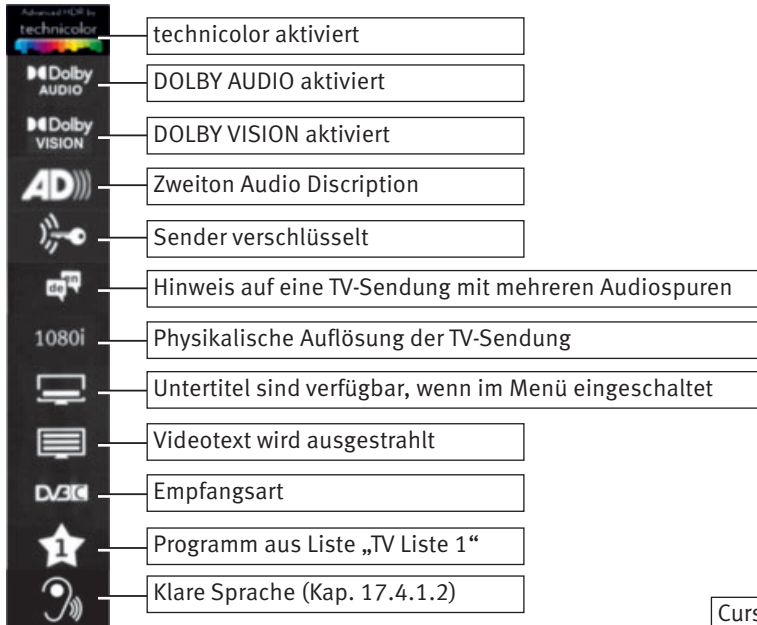 Advanced HDR by
technicolor
technicolor aktiviert
Dolby
AUDIO
DOLBY AUDIO aktiviert
Dolby
VISION
DOLBY VISION aktiviert
AD
Zweiton Audio Discription
Sender verschlüsselt
de en
Hinweis auf eine TV-Sendung mit mehreren Audiospuren
1080i
Physikalische Auflösung der TV-Sendung
Untertitel sind verfügbar, wenn im Menü eingeschaltet
Videotext wird ausgestrahlt
DVB C
Empfangsart
1
Programm aus Liste „TV Liste 1“
Klare Sprache (Kap. 17.4.1.2)